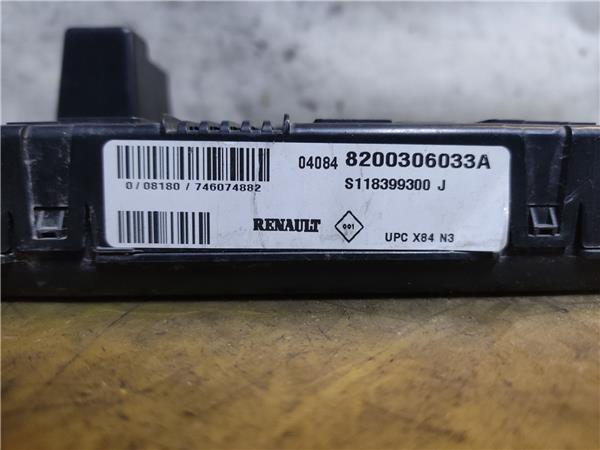 04084 8200306033A
0/08180/746074882
S118399300 J
RENAULT
001
UPC X84 N3